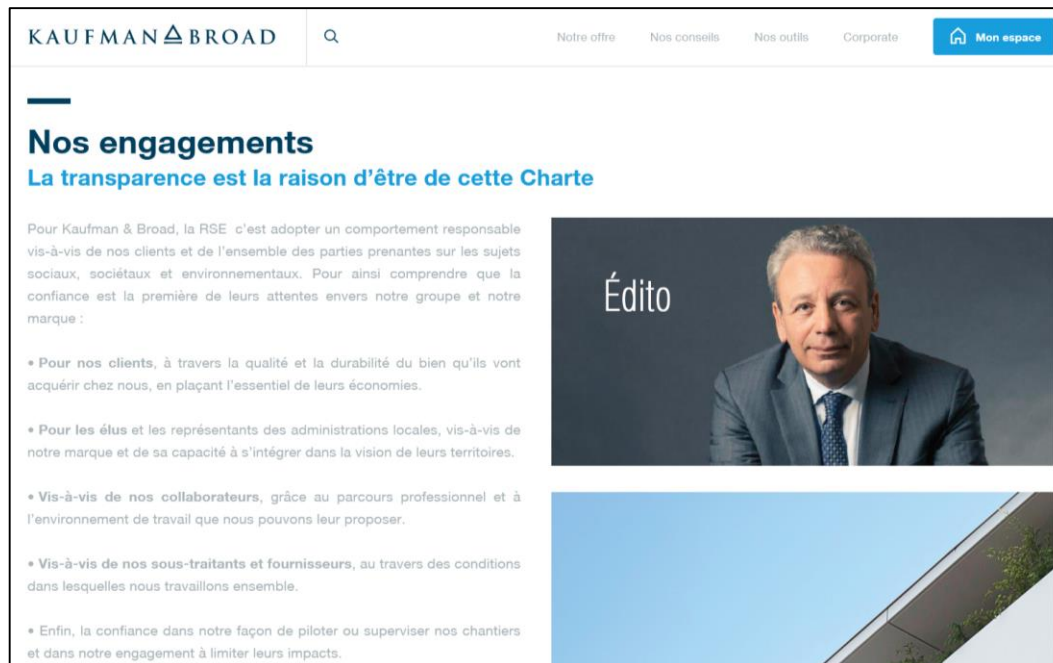 KAUFMAN BROAD
Notre offre
Nos conseils
Nos outils
Corporate
Mon espace
Nos engagements
La transparence est la raison d'être de cette Charte
Pour Kaufman & Broad, la RSE c'est adopter un comportement responsable
vis-à-vis de nos clients et de l'ensemble des parties prenantes sur les sujets
sociaux, sociétaux et environnementaux. Pour ainsi comprendre que la
confiance est la première de leurs attentes envers notre groupe et notre
marque :
• Pour nos clients, à travers la qualité et la durabilité du bien qu'ils vont
acquérir chez nous, en plaçant l'essentiel de leurs économies.
• Pour les élus et les représentants des administrations locales, vis-à-vis de
notre marque et de sa capacité à s'intégrer dans la vision de leurs territoires.
• Vis-à-vis de nos collaborateurs, grâce au parcours professionnel et à
l'environnement de travail que nous pouvons leur proposer.
• Vis-à-vis de nos sous-traitants et fournisseurs, au travers des conditions
dans lesquelles nous travaillons ensemble.
• Enfin, la confiance dans notre façon de piloter ou superviser nos chantiers
et dans notre engagement à limiter leurs impacts.
Édito